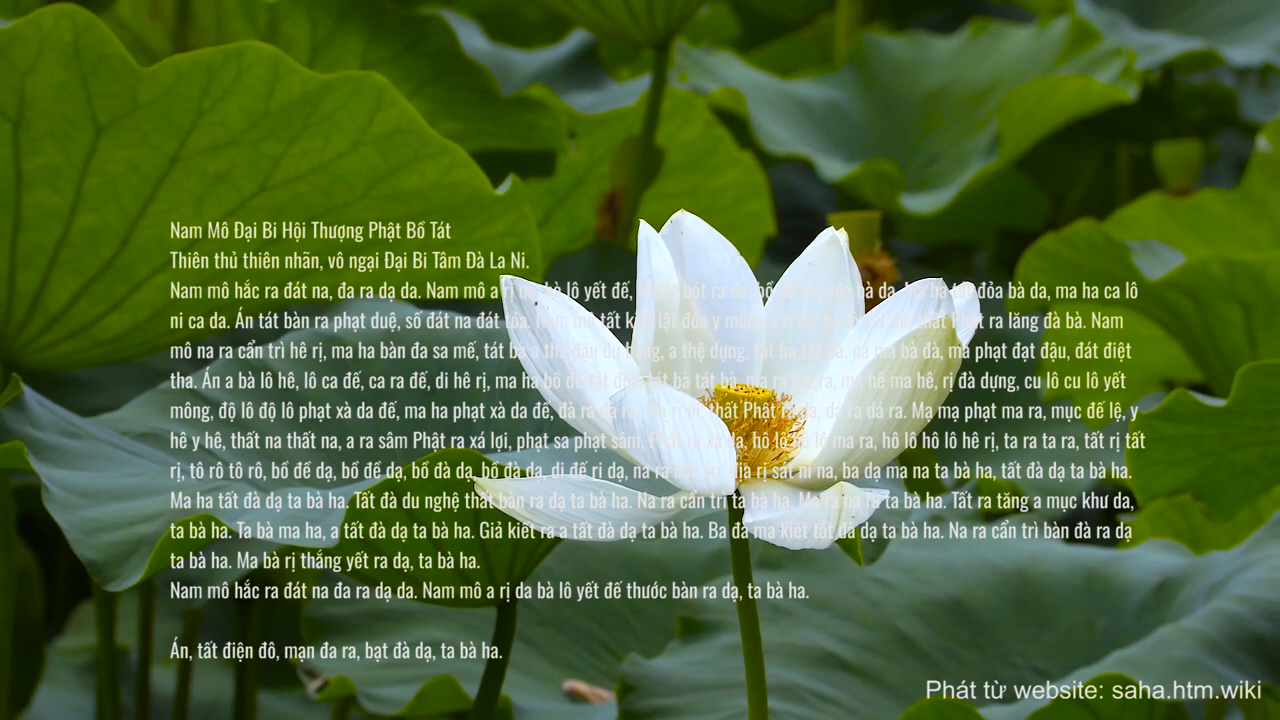 Nam Mô Đại Bi Hội Thượng Phật Bồ Tát
Thiên thủ thiên nhãn, vô ngại Đại Bi Tâm Đà La Ni.
Nam mô hắc ra đát na, đa ra dạ da. Nam mô a rị da, bà lô yết đế, bát ra da, bồ bà da, ma ha tát đỏa bà da, ma ha ca lô
ni ca da. Án tát bàn ra phạt duệ, số đát na đát tỏa. Nam mô tất kiết lật đỏa y mông a rị da, bà lô yết đế, thất Phật ra lăng đà bà. Nam
mô na ra cẩn trì hê rị, ma ha bàn đa sa mế, tát bà a tha đậu du bằng, a thệ dựng, tát bà tát đa, na ma bà đà, ma phạt đạt đậu, đát điệt
tha. Án a bà lô hê, lô ca đế, ca ra đế, di hê rị, ma ha bồ đề tát đỏa, tát bà tát bà, ma ra ma ra, ma hê ma hê, rị đà dựng, cu lô cu lô yết
mông, độ lô độ lô phạt xà da đế, ma ha phạt xà da đế, đà ra đà ra, địa rị ni, thất Phật ra da, dá ra dá ra. Mạ mạ phạt ma ra, mục đế lệ, y
hê y hê, thất na thất na, a ra sâm Phật ra xá lợi, phạt sa phạt sâm, Phật ra xá da, hô lô hô lô ma ra, hô lô hô lô hê rị, ta ra ta ra, tất rị tất
rị, tô rô tô rô, bồ đề dạ, bồ đề dạ, bồ đà dạ, bồ đà dạ, di đế rị dạ, na ra cẩn trì, địa rị sắt ni na, ba dạ ma na ta bà ha, tất đà dạ ta bà ha.
Ma ha tất đà dạ ta bà ha. Tất đà du nghệ thất bàn ra dạ ta bà ha. Na ra cẩn trì ta bà ha. Ma ra na ra ta bà ha. Tất ra tăng a mục khư da,
ta bà ha. Ta bà ma ha, a tất đà dạ ta bà ha. Giả kiết ra a tất đà dạ ta bà ha. Ba đà ma kiết tất đà dạ ta bà ha. Na ra cẩn trì bàn đà ra dạ
ta bà ha. Ma bà rị thắng yết ra dạ, ta bà ha.
Nam mô hắc ra đát na đa ra dạ da. Nam mô a rị da bà lô yết đế thước bàn ra dạ, ta bà ha.
Án, tất điện đô, mạn đa ra, bạt đà dạ, ta bà ha.
Phát từ website: saha.htm.wiki